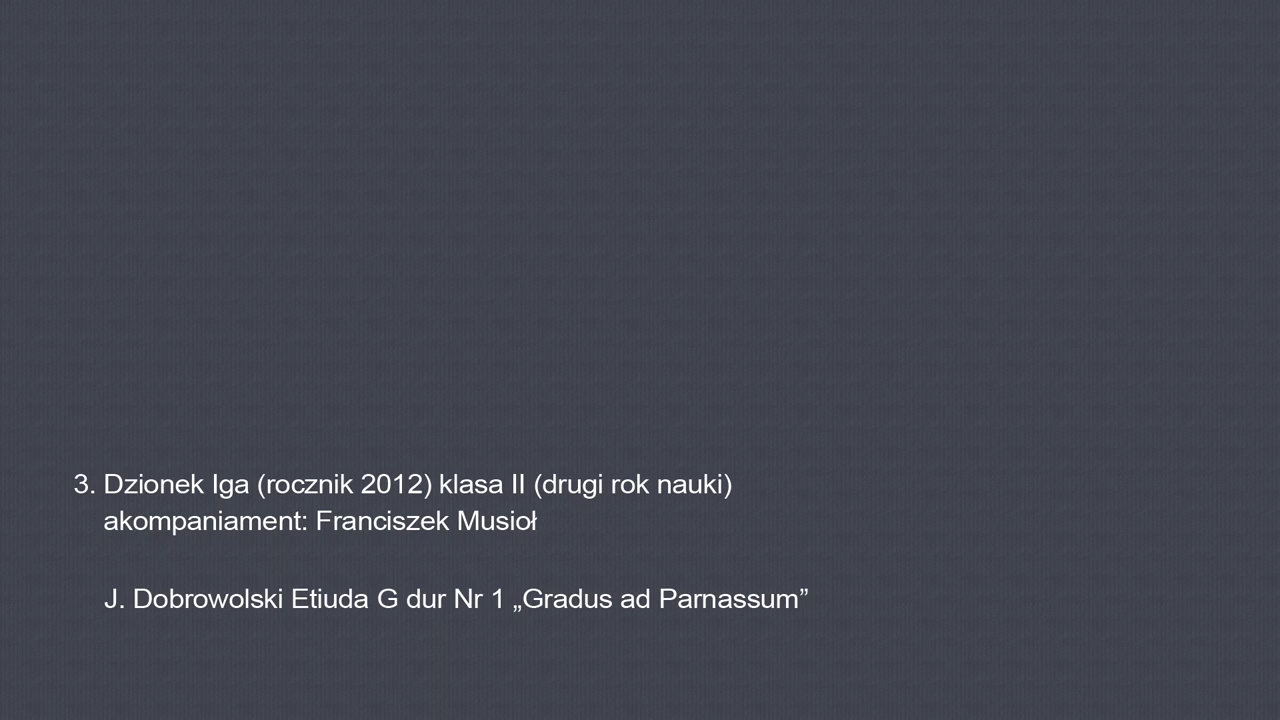 3. Dzionek Iga (rocznik 2012) klasa II (drugi rok nauki)
akompaniament: Franciszek Musioł
J. Dobrowolski Etiuda G dur Nr 1 „Gradus ad Parnassum”